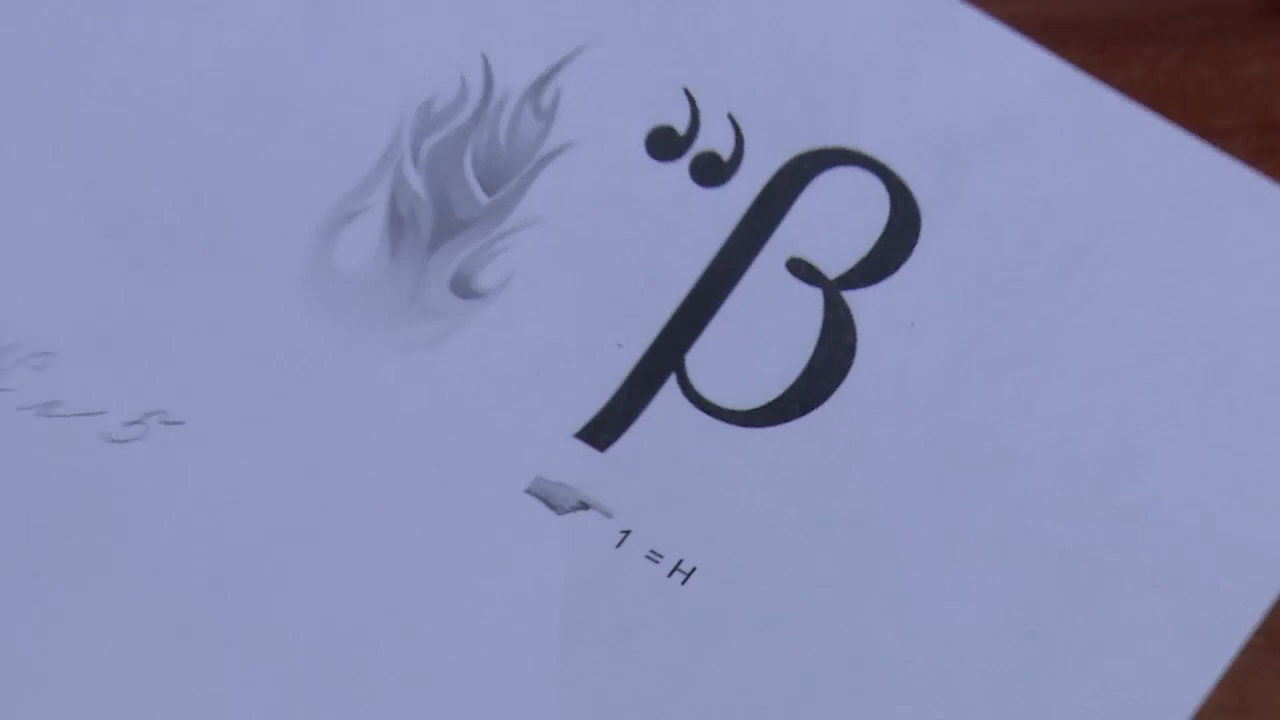 ,, β
1 = H